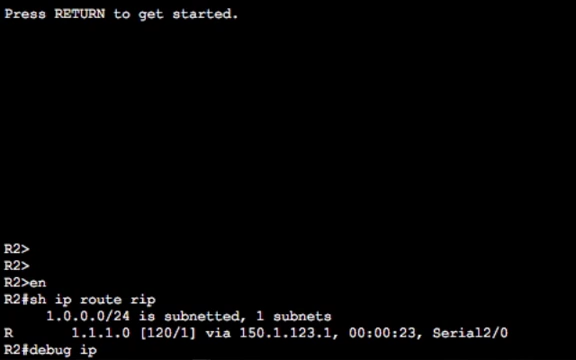 Press RETURN to get started.
R2>
R2>
R2>en
R2#sh ip route rip
1.0.0.0/24 is subnetted, 1 subnets
R 1.1.1.0 [120/1] via 150.1.123.1, 00:00:23, Serial2/0
R2#debug ip